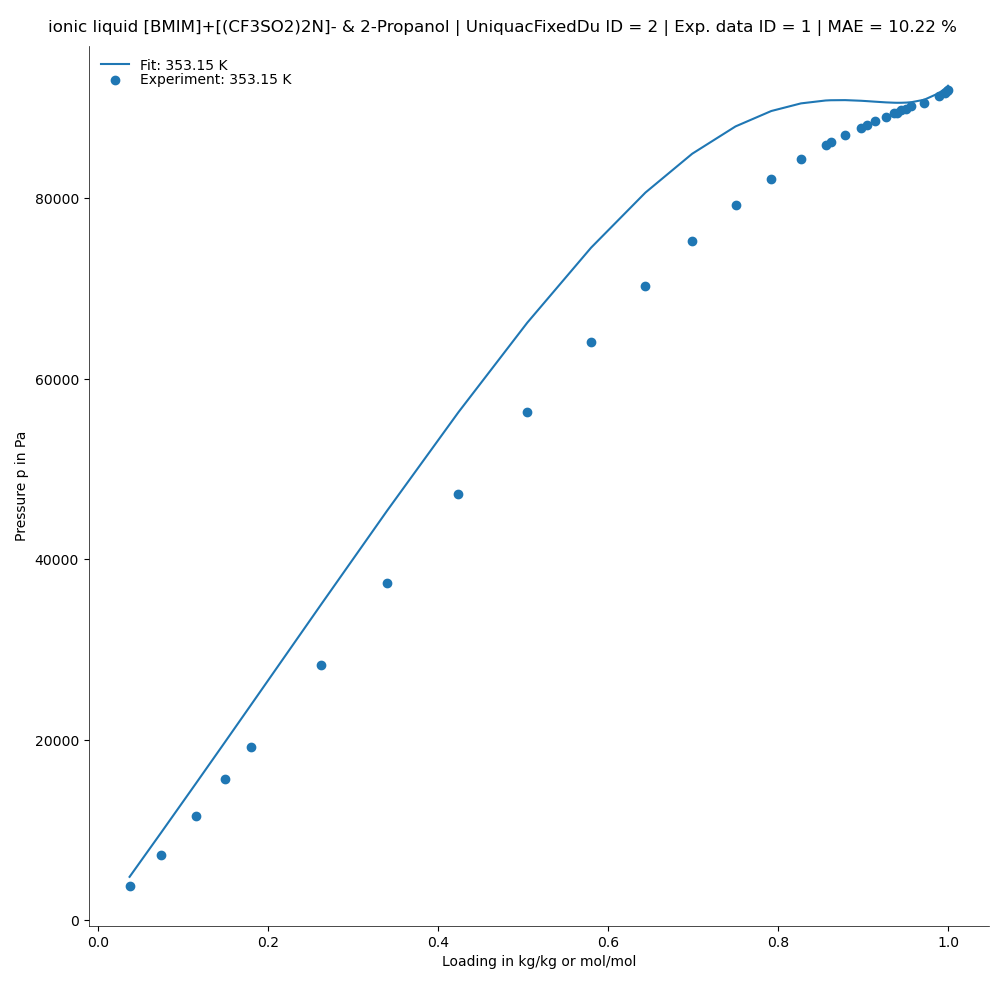 ionic liquid [BMIM]+[(CF3SO2)2N]- & 2-Propanol | UniquacFixedDu ID = 2 | Exp. data ID = 1 | MAE = 10.22 %
Fit: 353.15 K
Experiment: 353.15 K
80000
60000
40000
20000
0
Pressure p in Pa
0.0 0.2 0.4 0.6 0.8 1.0
Loading in kg/kg or mol/mol